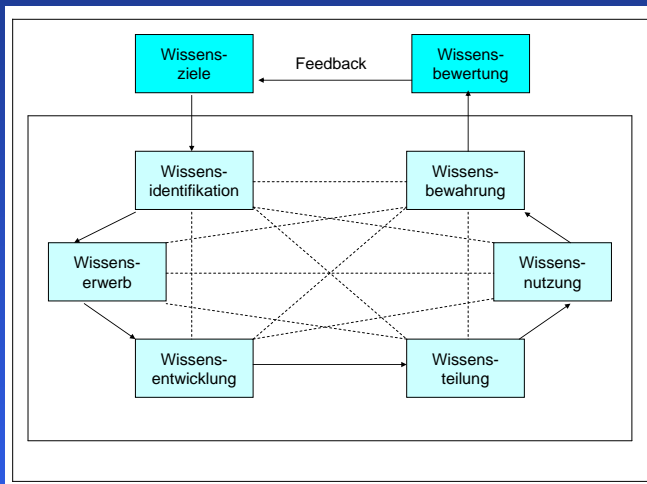 Wissens-
ziele
Feedback
Wissens-
bewertung
Wissens-
identifikation
Wissens-
bewahrung
Wissens-
erwerb
Wissens-
nutzung
Wissens-
entwicklung
Wissens-
teilung